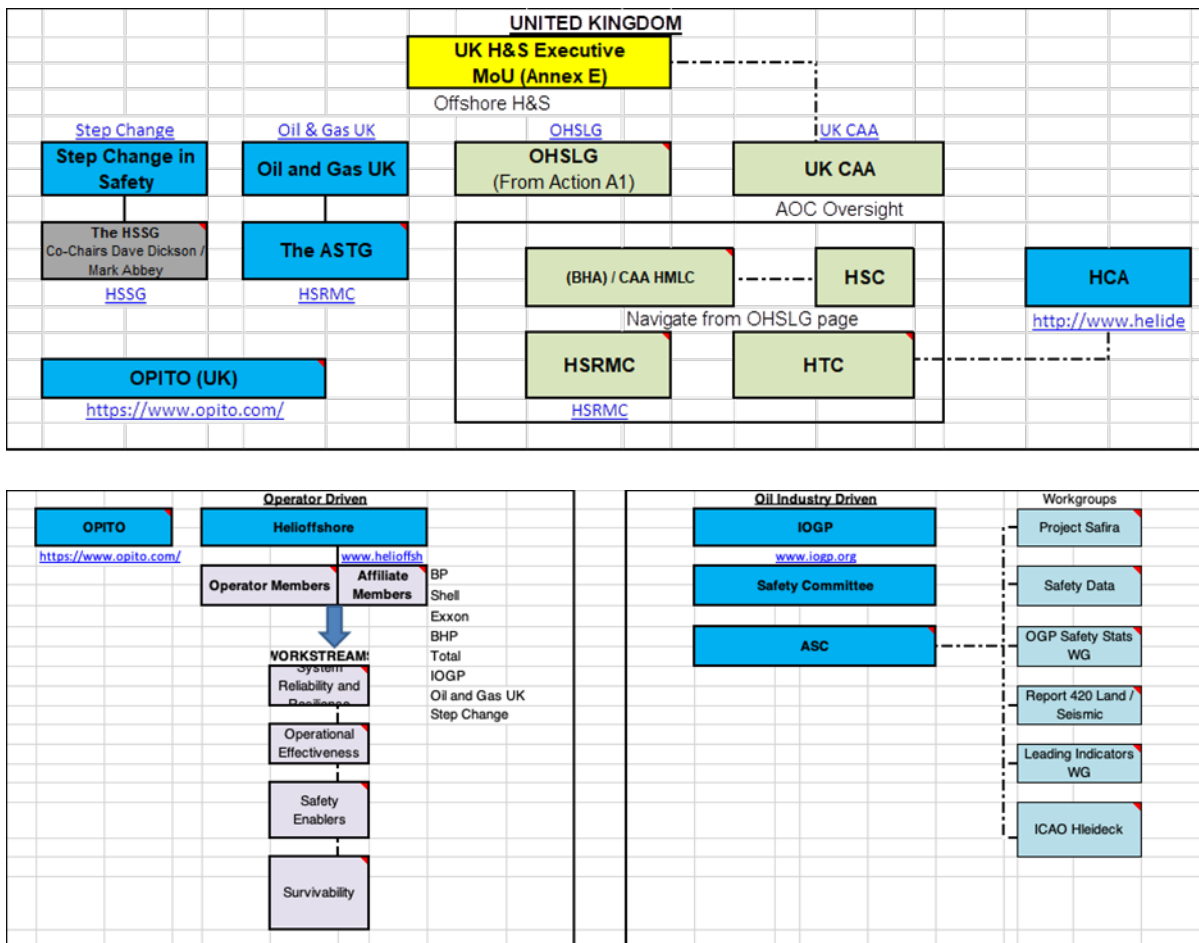 UNITED KINGDOM
UK H&S Executive
MoU (Annex E)
Offshore H&S
Step Change
Oil & Gas UK
OHSLG
UK CAA
Step Change in
Safety
Oil and Gas UK
OHSLG
(From Action A1)
UK CAA
AOC Oversight
The HSSG
Co-Chairs Dave Dickson /
Mark Abbey
The ASTG
(BHA) / CAA HMLC
HSC
HCA
HSSG
HSRMC
Navigate from OHSLG page
http://www.helide
HSRMC
HTC
OPITO (UK)
https://www.opito.com/
HSRMC
Operator Driven
OPITO
Helioffshore
https://www.opito.com/
www.helioffsh
Operator Members
Affiliate
Members
BP
Shell
Exxon
BHP
Total
IOGP
Oil and Gas UK
Step Change
WORKSTREAMS
System
Reliability and
Resilience
Operational
Effectiveness
Safety
Enablers
Survivability
Oil Industry Driven
Workgroups
IOGP
www.iogp.org
Safety Committee
ASC
Project Safira
Safety Data
OGP Safety Stats
WG
Report 420 Land /
Seismic
Leading Indicators
WG
ICAO Hleideck